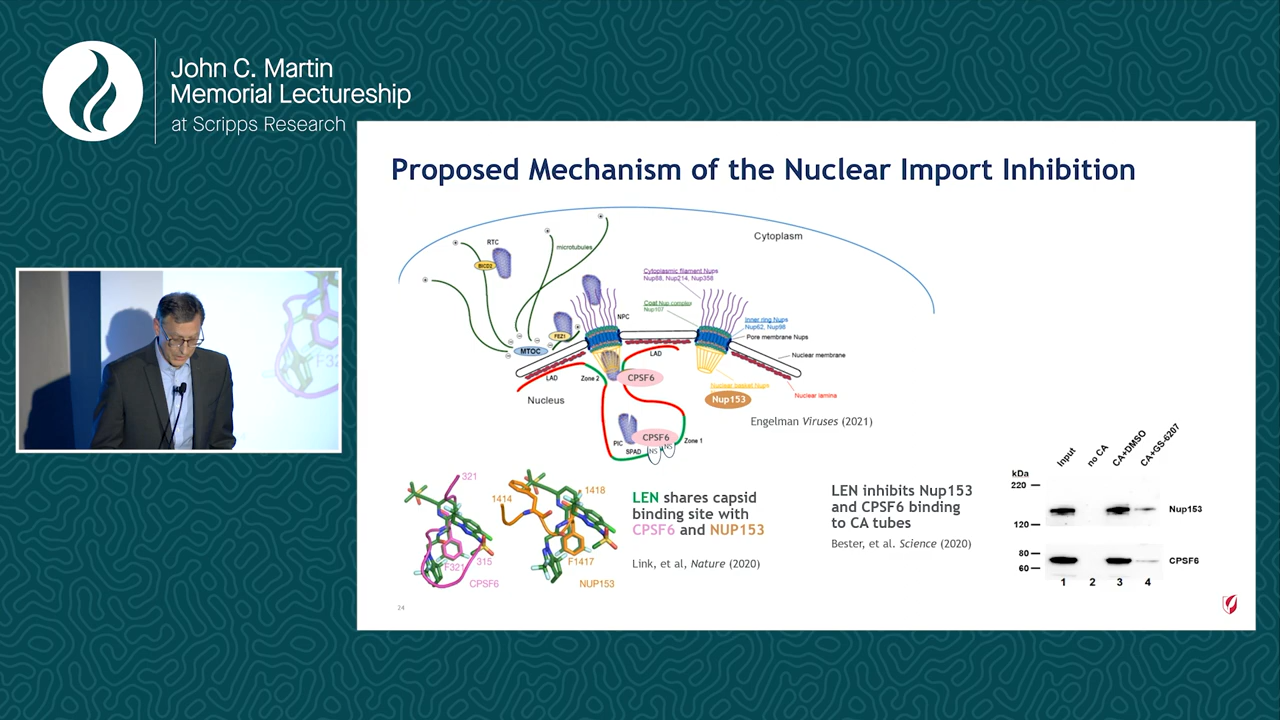 John C. Martin
Memorial Lectureship
at Scripps Research
Proposed Mechanism of the Nuclear Import Inhibition
Cytoplasm
RTC
BICD2
microtubules
Cytoplasmic filament Nups
Nup88, Nup214, Nup358
Coat Nup complex
Nup107
NPC
Inner ring Nups
Nup62, Nup98
Pore membrane Nups
FEZ1
MTOC
LAD
Nuclear membrane
LAD
Zone 2
CPSF6
Nuclear basket Nups
Nuclear lamina
Nucleus
Nup153
Engelman Viruses (2021)
PIC
CPSF6
Zone 1
SPAD
NS
NS
321
F321
315
CPSF6
1414
1418
F1417
NUP153
LEN shares capsid
binding site with
CPSF6 and NUP153
Link, et al, Nature (2020)
LEN inhibits Nup153
and CPSF6 binding
to CA tubes
Bester, et al. Science (2020)
Input
no CA
CA+DMSO
CA+GS-6207
kDa
220
Nup153
120
80
CPSF6
60
1 2 3 4
24
F32